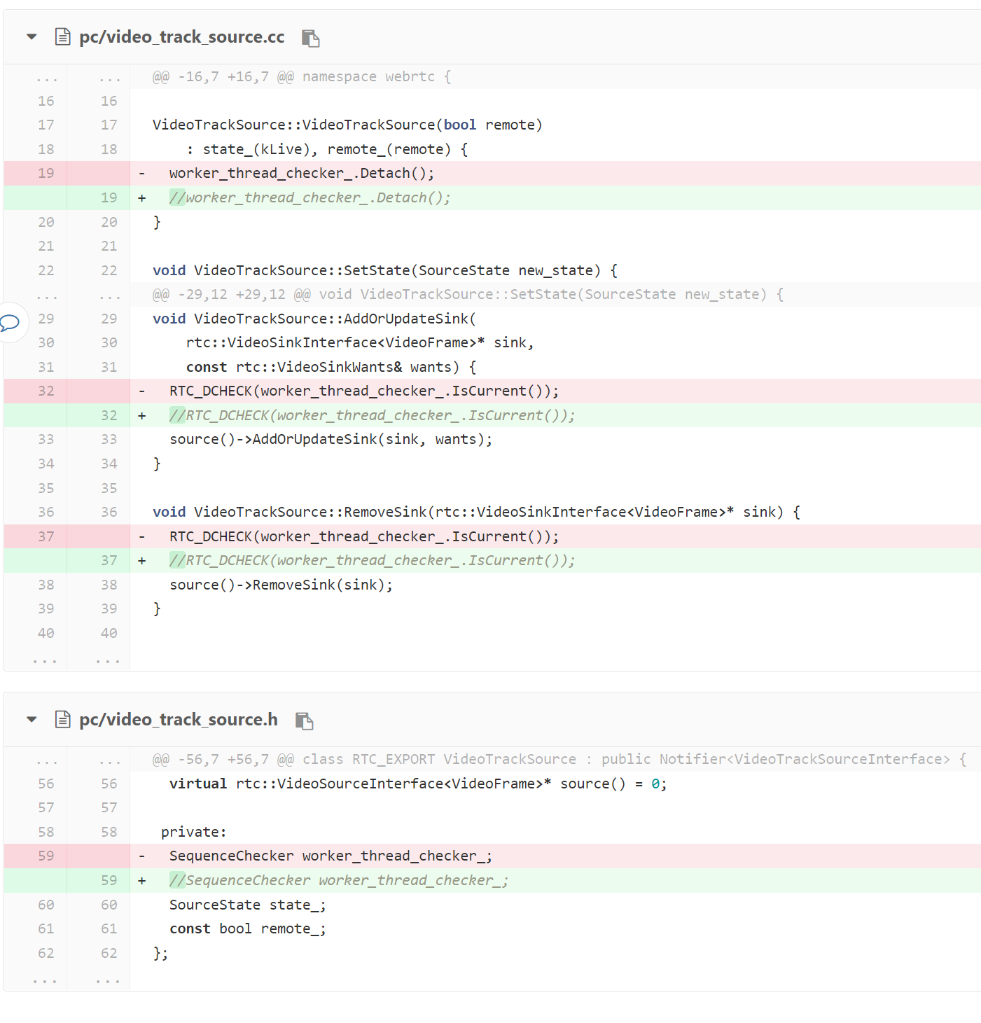 pc/video_track_source.cc
... ... @@ -16,7 +16,7 @@ namespace webrtc {
16 16
17 17 VideoTrackSource::VideoTrackSource(bool remote)
18 18 : state_(kLive), remote_(remote) {
19 - worker_thread_checker_.Detach();
19 + //worker_thread_checker_.Detach();
20 20 }
21 21
22 22 void VideoTrackSource::SetState(SourceState new_state) {
... ... @@ -29,12 +29,12 @@ void VideoTrackSource::SetState(SourceState new_state) {
29 29 void VideoTrackSource::AddOrUpdateSink(
30 30 rtc::VideoSinkInterface<VideoFrame>* sink,
31 31 const rtc::VideoSinkWants& wants) {
32 - RTC_DCHECK(worker_thread_checker_.IsCurrent());
32 + //RTC_DCHECK(worker_thread_checker_.IsCurrent());
33 33 source()->AddOrUpdateSink(sink, wants);
34 34 }
35 35
36 36 void VideoTrackSource::RemoveSink(rtc::VideoSinkInterface<VideoFrame>* sink) {
37 - RTC_DCHECK(worker_thread_checker_.IsCurrent());
37 + //RTC_DCHECK(worker_thread_checker_.IsCurrent());
38 38 source()->RemoveSink(sink);
39 39 }
40 40
... ...
pc/video_track_source.h
... ... @@ -56,7 +56,7 @@ class RTC_EXPORT VideoTrackSource : public Notifier<VideoTrackSourceInterface> {
56 56 virtual rtc::VideoSourceInterface<VideoFrame>* source() = 0;
57 57
58 58 private:
59 - SequenceChecker worker_thread_checker_;
59 + //SequenceChecker worker_thread_checker_;
60 60 SourceState state_;
61 61 const bool remote_;
62 62 };
... ...